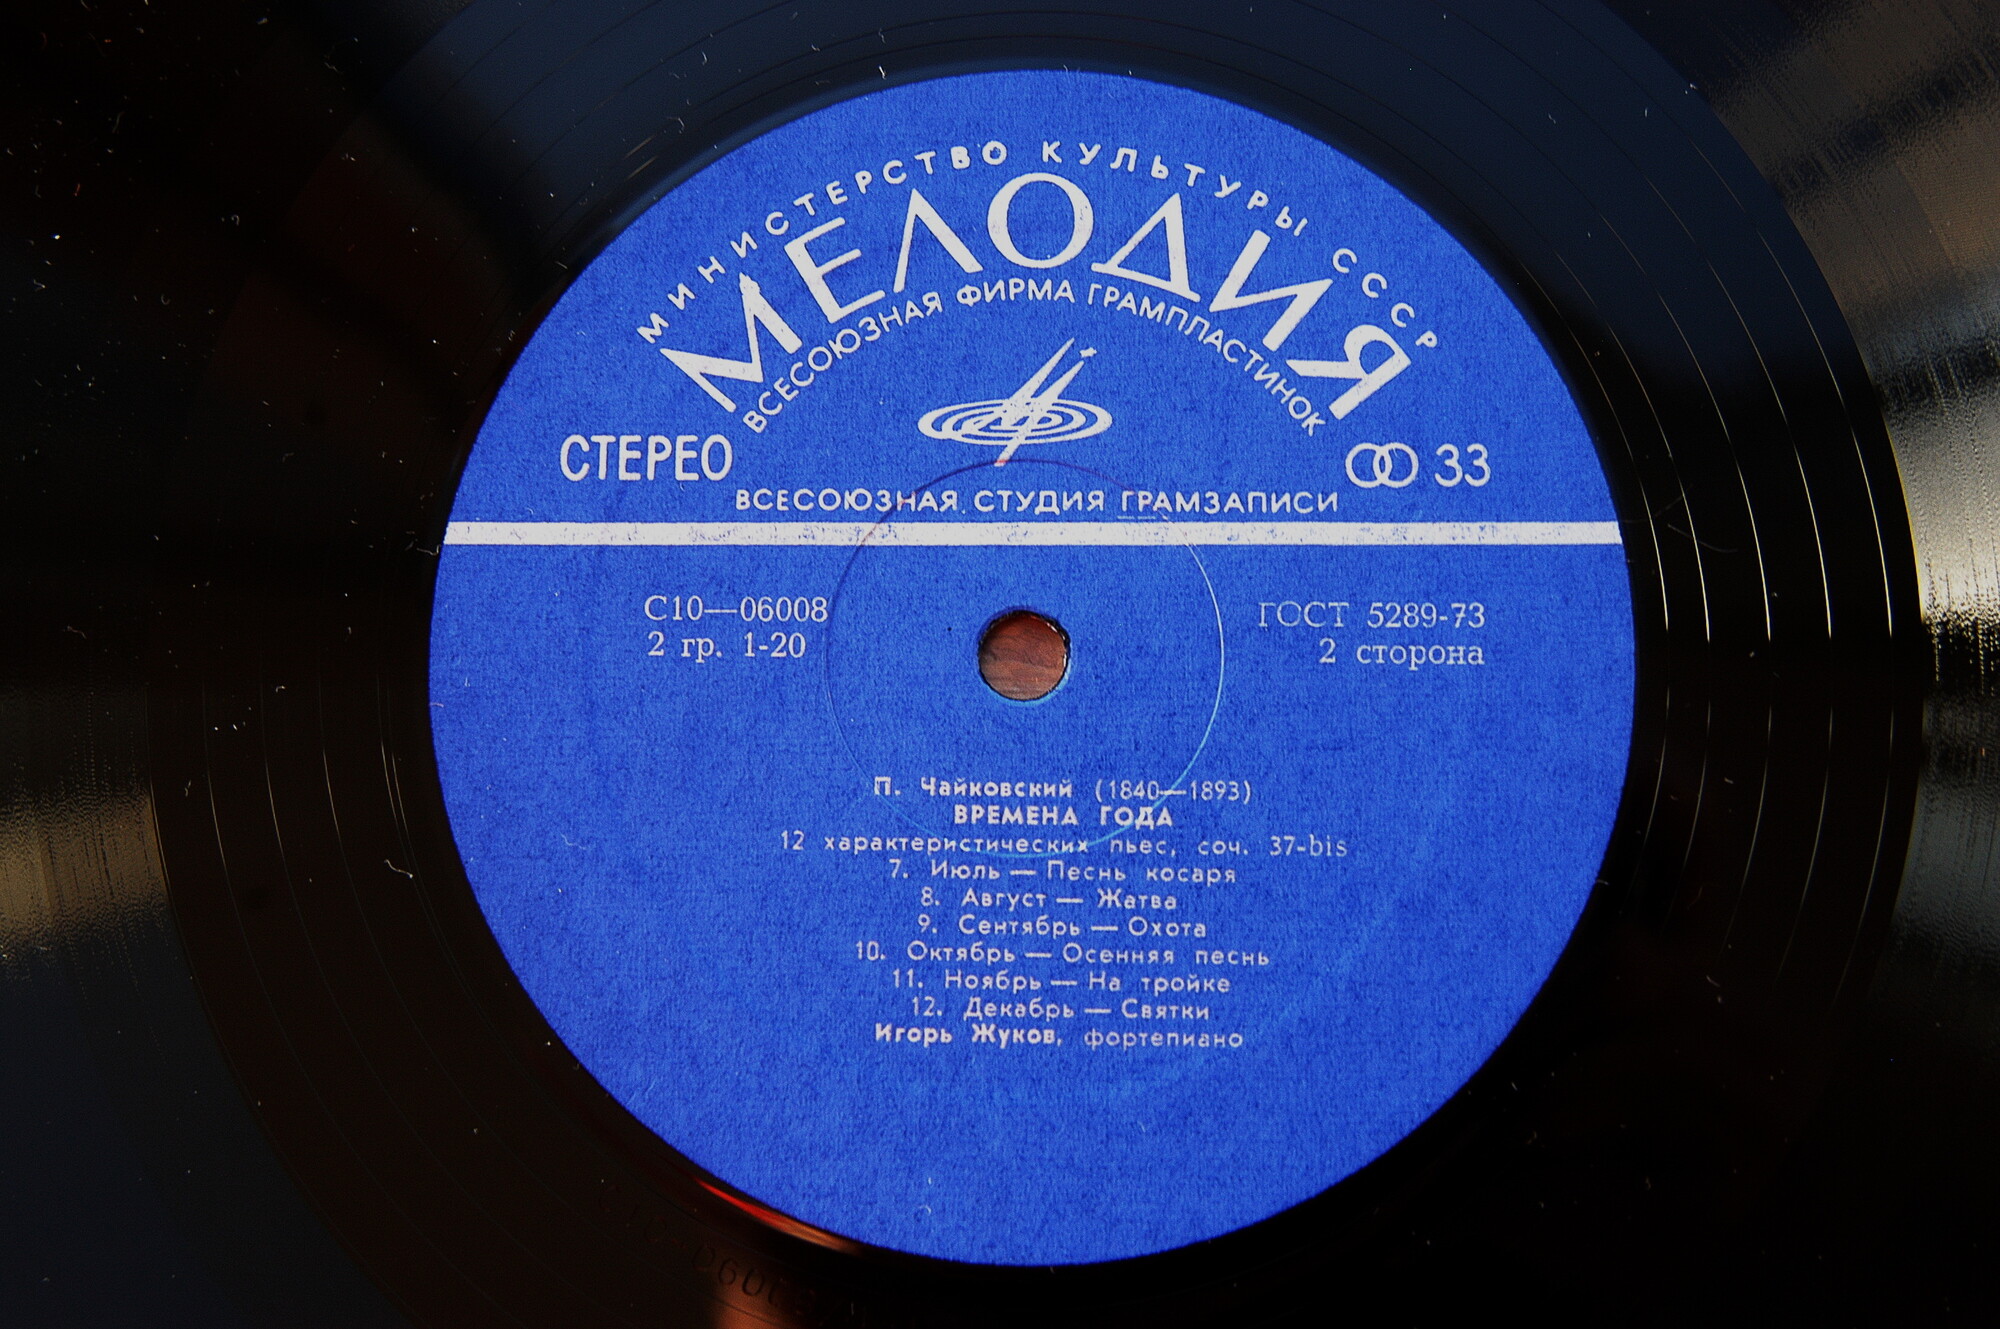 МИНИСТЕРСТВО КУЛЬТУРЫ СССР
МЕЛОДИЯ
ВСЕСОЮЗНАЯ ФИРМА ГРАМПЛАСТИНОК
СТЕРЕО
33
ВСЕСОЮЗНАЯ СТУДИЯ ГРАМЗАПИСИ
С10—06008
2 гр. 1-20
ГОСТ 5289-73
2 сторона
П. Чайковский (1840—1893)
ВРЕМЕНА ГОДА
12 характеристических пьес, соч. 37-bis
7. Июль — Песнь косаря
8. Август — Жатва
9. Сентябрь — Охота
10. Октябрь — Осенняя песнь
11. Ноябрь — На тройке
12. Декабрь — Святки
Игорь Жуков, фортепиано